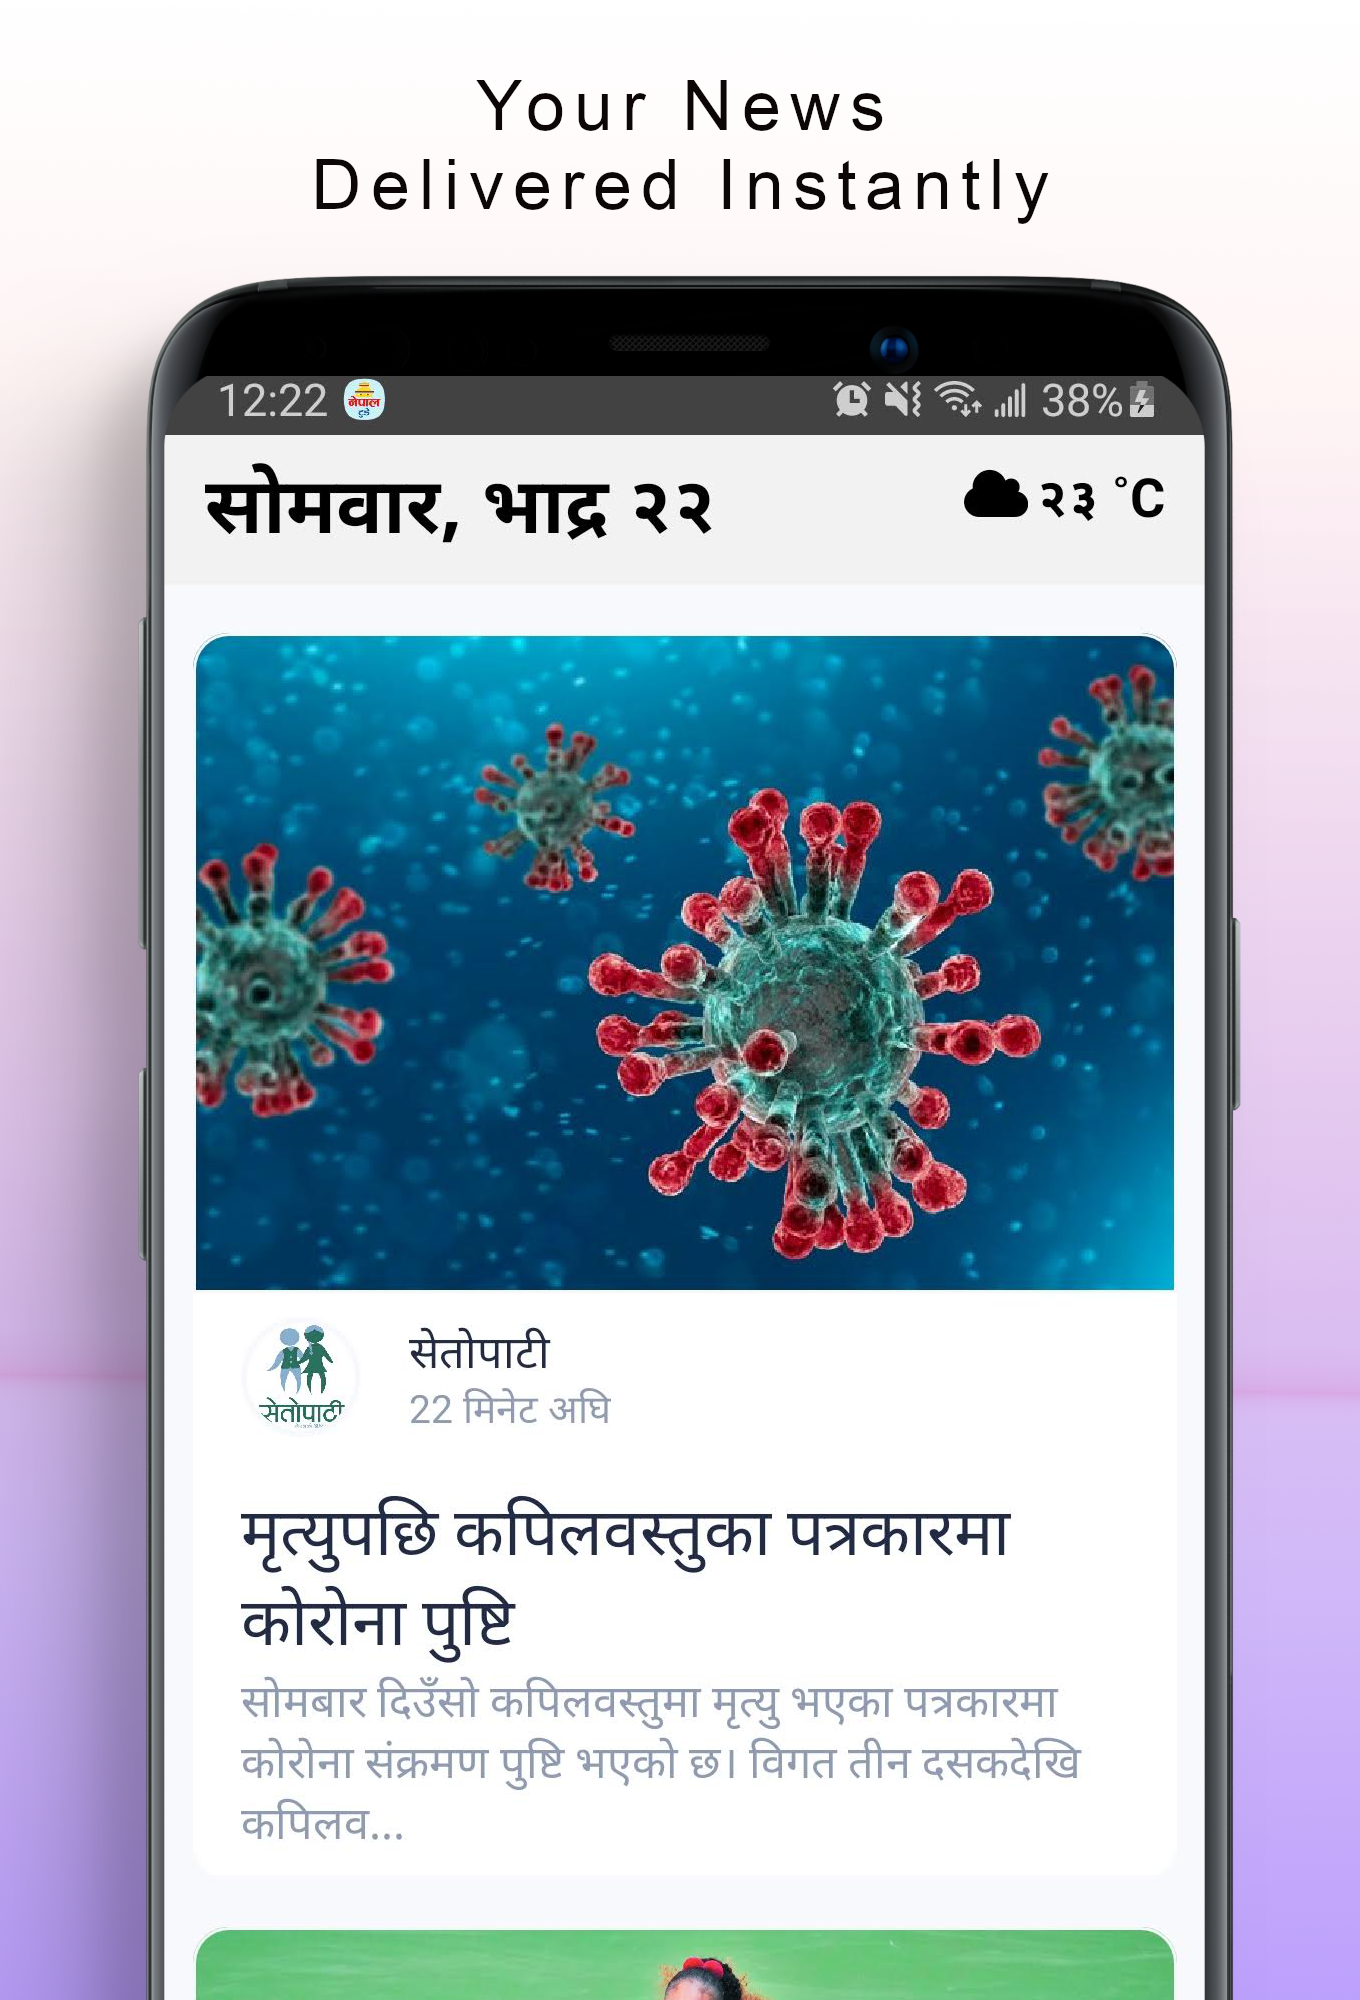 Your News
Delivered Instantly
12:22 नेपाल टुडे 38%
सोमवार, भाद्र २२ २३ °C
सेतोपाटी
22 मिनेट अघि
सेतोपाटी
मृत्युपछि कपिलवस्तुका पत्रकारमा
कोरोना पुष्टि
सोमबार दिउँसो कपिलवस्तुमा मृत्यु भएका पत्रकारमा
कोरोना संक्रमण पुष्टि भएको छ। विगत तीन दसकदेखि
कपिलव...